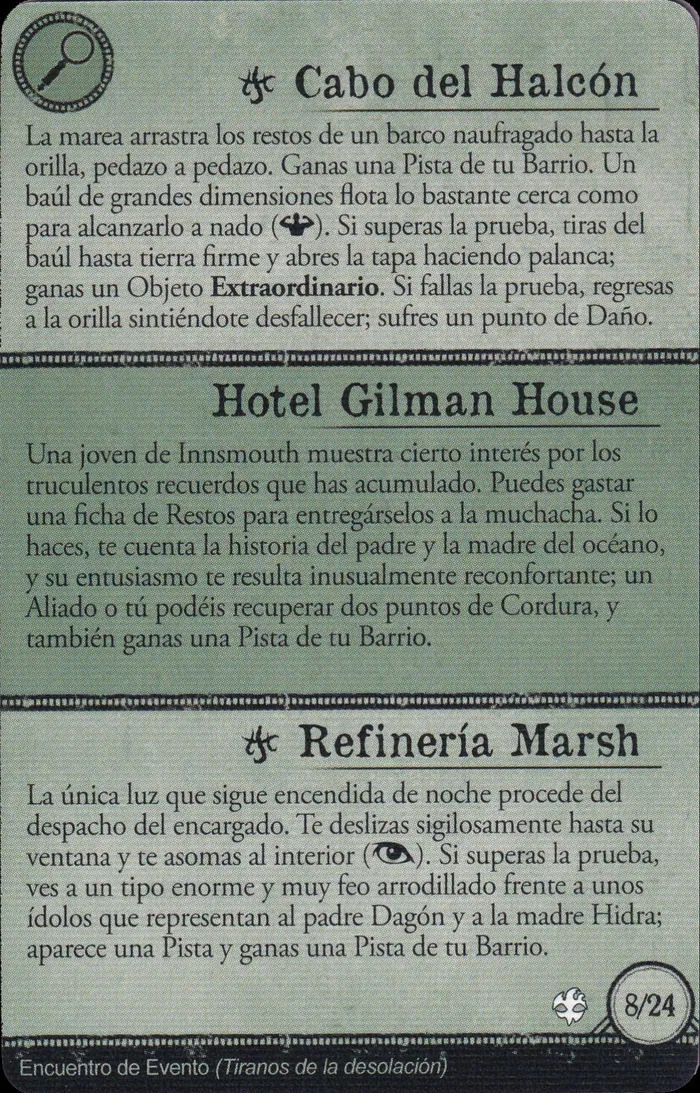 Cabo del Halcón
La marea arrastra los restos de un barco naufragado hasta la
orilla, pedazo a pedazo. Ganas una Pista de tu Barrio. Un
baúl de grandes dimensiones flota lo bastante cerca como
para alcanzarlo a nado (). Si superas la prueba, tiras del
baúl hasta tierra firme y abres la tapa haciendo palanca;
ganas un Objeto Extraordinario. Si fallas la prueba, regresas
a la orilla sintiéndote desfallecer; sufres un punto de Daño.
Hotel Gilman House
Una joven de Innsmouth muestra cierto interés por los
truculentos recuerdos que has acumulado. Puedes gastar
una ficha de Restos para entregárselos a la muchacha. Si lo
haces, te cuenta la historia del padre y la madre del océano,
y su entusiasmo te resulta inusualmente reconfortante; un
Aliado o tú podéis recuperar dos puntos de Cordura, y
también ganas una Pista de tu Barrio.
Refinería Marsh
La única luz que sigue encendida de noche procede del
despacho del encargado. Te deslizas sigilosamente hasta su
ventana y te asomas al interior (). Si superas la prueba,
ves a un tipo enorme y muy feo arrodillado frente a unos
ídolos que representan al padre Dagón y a la madre Hidra;
aparece una Pista y ganas una Pista de tu Barrio.
8/24
Encuentro de Evento (Tiranos de la desolación)